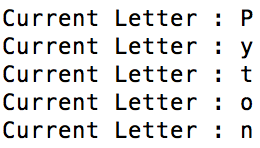 Current Letter : P
Current Letter : y
Current Letter : t
Current Letter : o
Current Letter : n